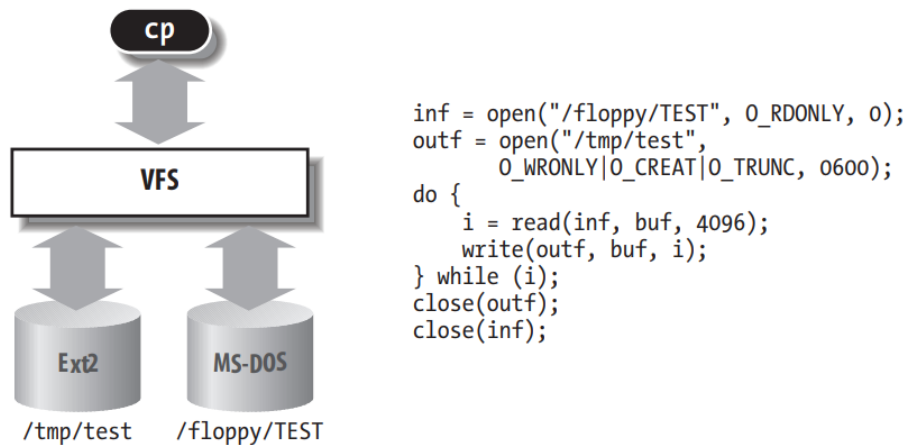 cp
VFS
Ext2
MS-DOS
/tmp/test
/floppy/TEST
inf = open("/floppy/TEST", O_RDONLY, 0);
outf = open("/tmp/test",
       O_WRONLY|O_CREAT|O_TRUNC, 0600);
do {
    i = read(inf, buf, 4096);
    write(outf, buf, i);
} while (i);
close(outf);
close(inf);